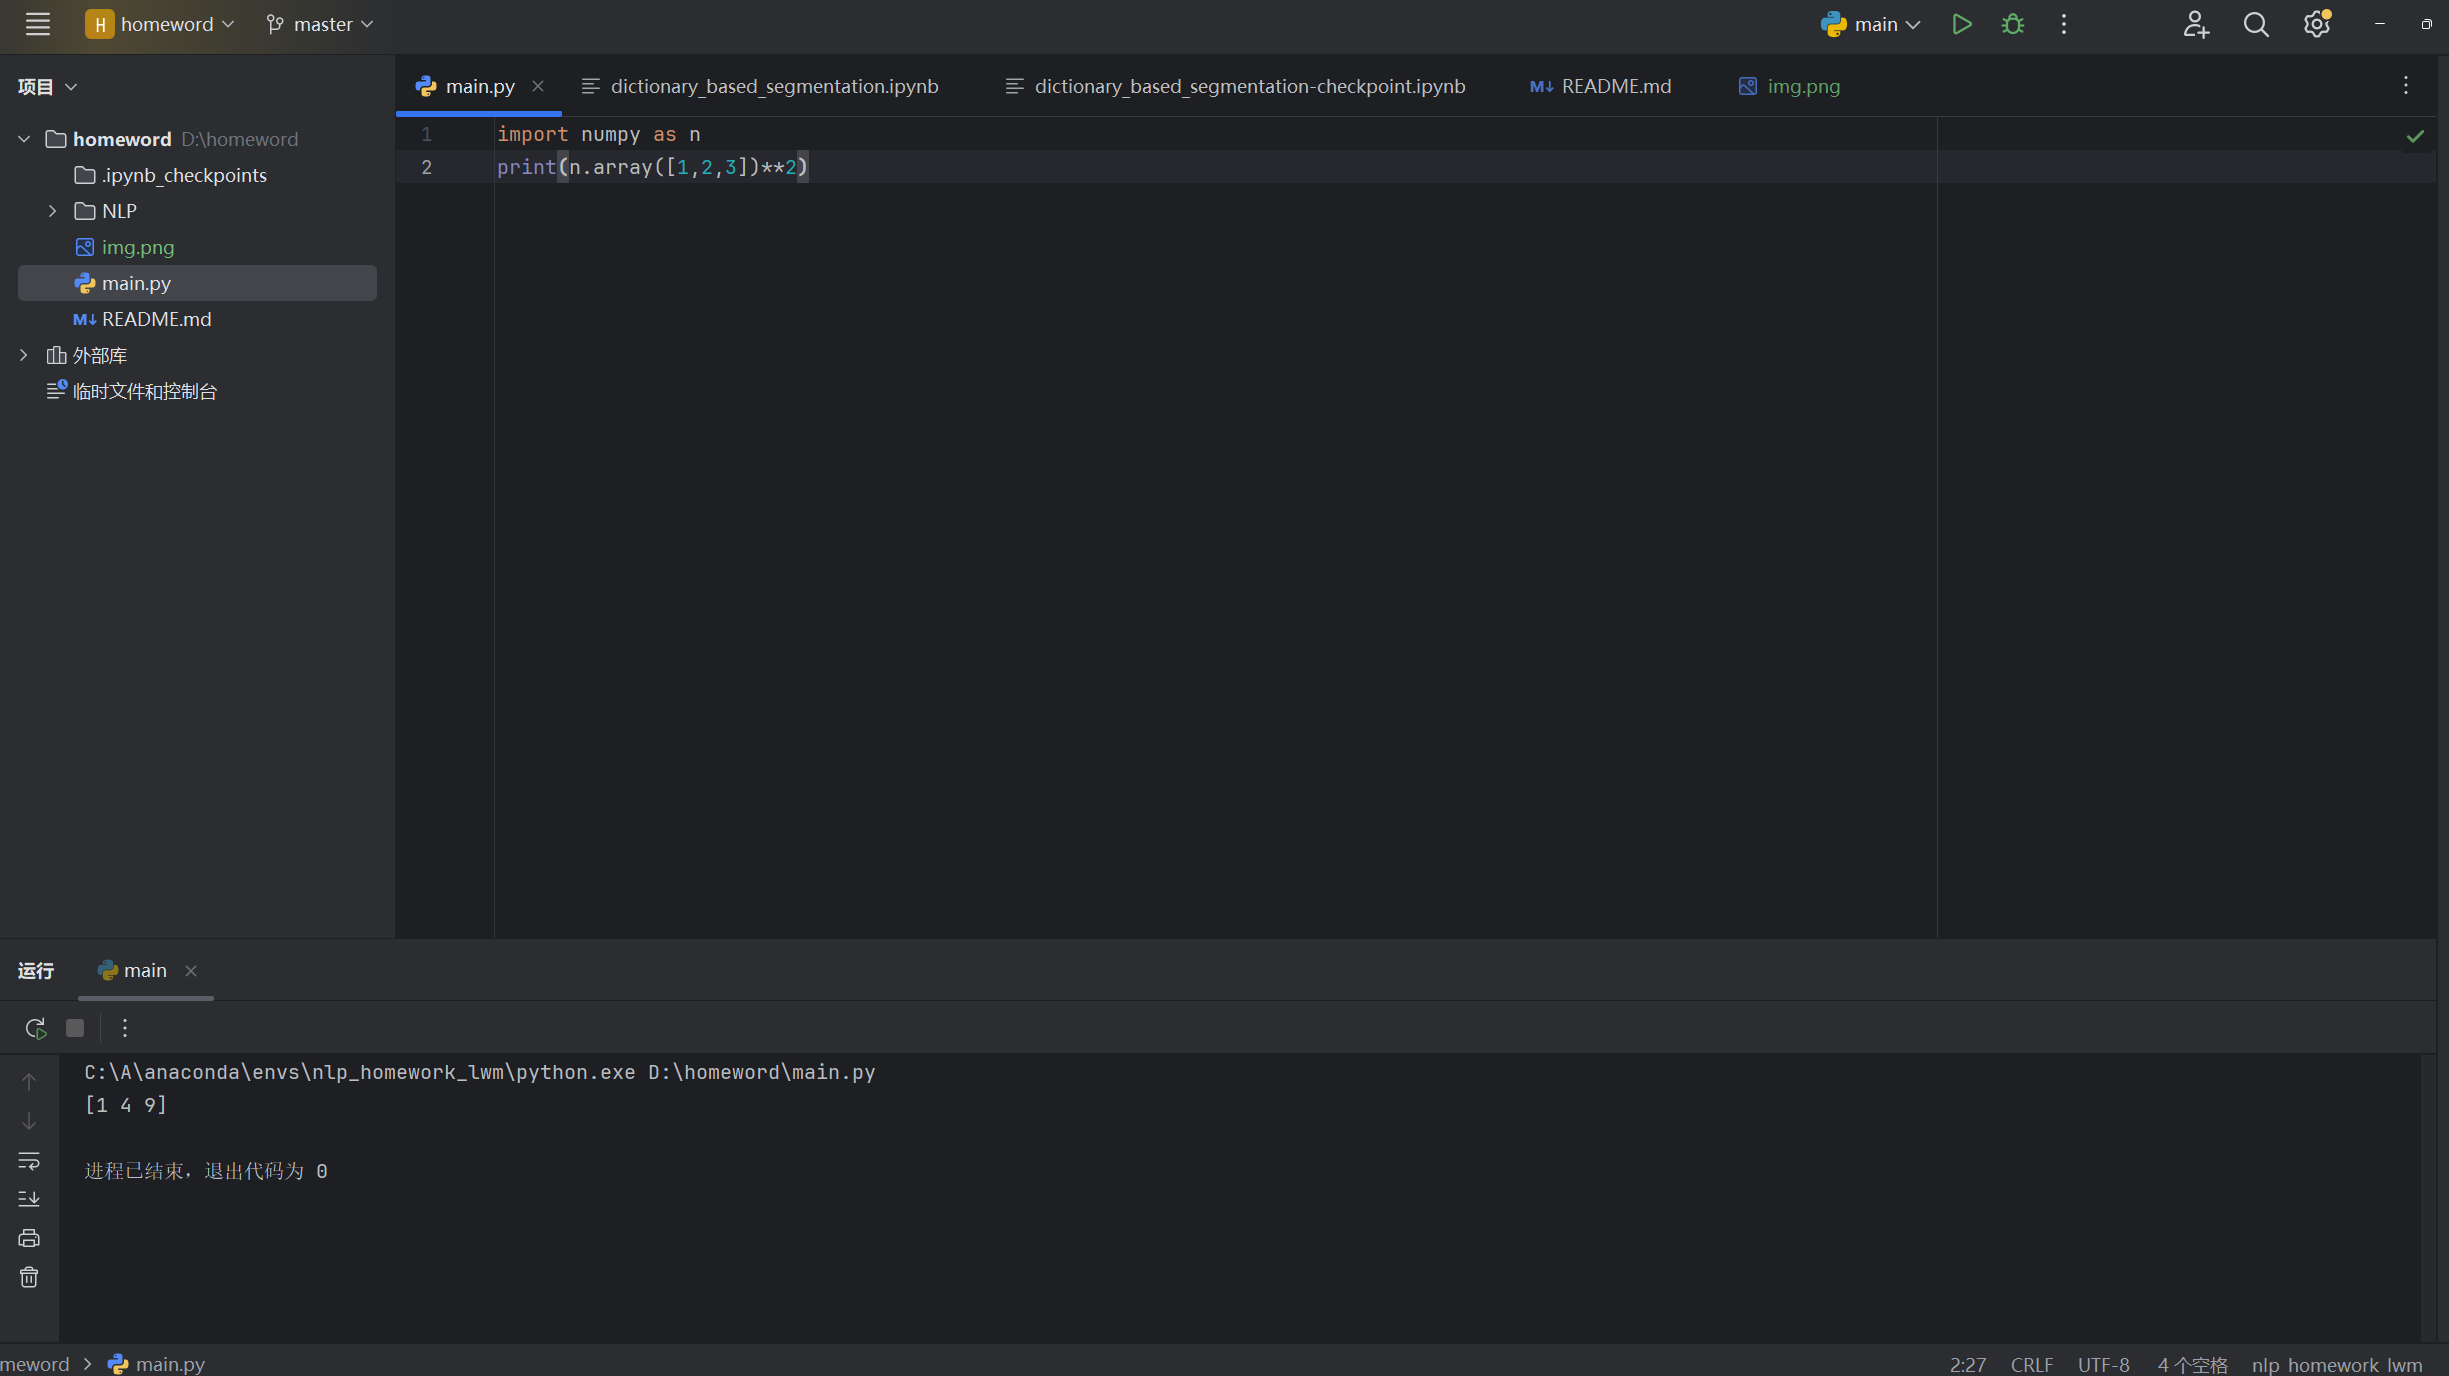 H homeword master main
项目
main.py dictionary_based_segmentation.ipynb dictionary_based_segmentation-checkpoint.ipynb M↓ README.md img.png
homeword D:\homeword
.ipynb_checkpoints
NLP
img.png
main.py
M↓ README.md
外部库
临时文件和控制台
1 import numpy as n
2 print(n.array([1,2,3])**2)
运行 main
C:\A\anaconda\envs\nlp_homework_lwm\python.exe D:\homeword\main.py
[1 4 9]
进程已结束，退出代码为 0
meword main.py 2:27 CRLF UTF-8 4 个空格 nlp_homework_lwm